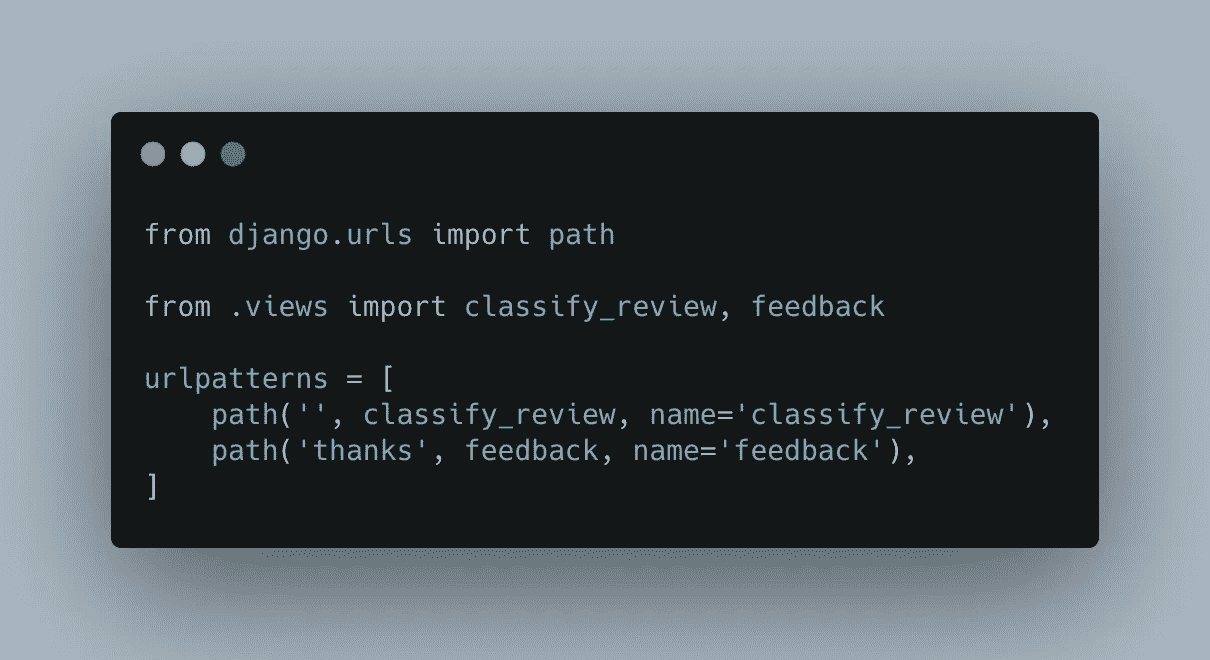 from django.urls import path
from .views import classify_review, feedback
urlpatterns = [
    path('', classify_review, name='classify_review'),
    path('thanks', feedback, name='feedback'),
]